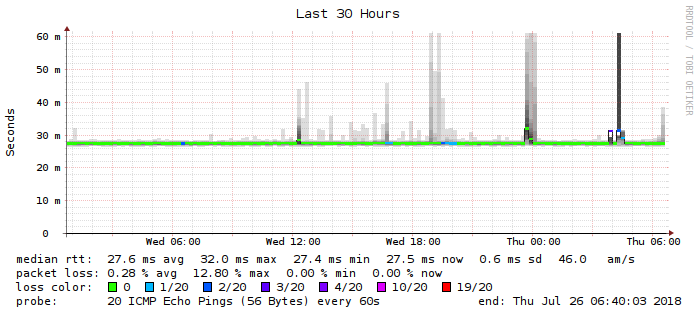 Last 30 Hours
RRDTOOL / TOBI OETIKER
Seconds
60 m
50 m
40 m
30 m
20 m
10 m
0
Wed 06:00 Wed 12:00 Wed 18:00 Thu 00:00 Thu 06:00
median rtt: 27.6 ms avg 32.0 ms max 27.4 ms min 27.5 ms now 0.6 ms sd 46.0 am/s
packet loss: 0.28 % avg 12.80 % max 0.00 % min 0.00 % now
loss color: 0 1/20 2/20 3/20 4/20 10/20 19/20
probe: 20 ICMP Echo Pings (56 Bytes) every 60s end: Thu Jul 26 06:40:03 2018